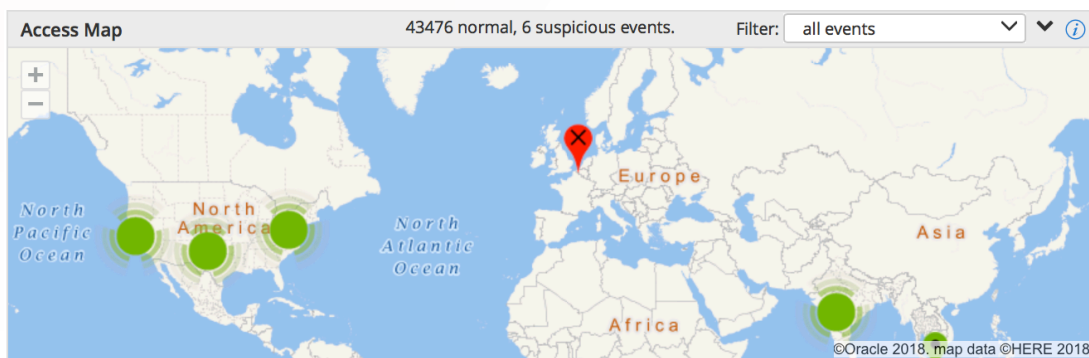 Access Map
43476 normal, 6 suspicious events.
Filter:
all events
i
+
−
North
Pacific
Ocean
North
America
North
Atlantic
Ocean
Europe
Asia
Africa
©Oracle 2018. map data ©HERE 2018